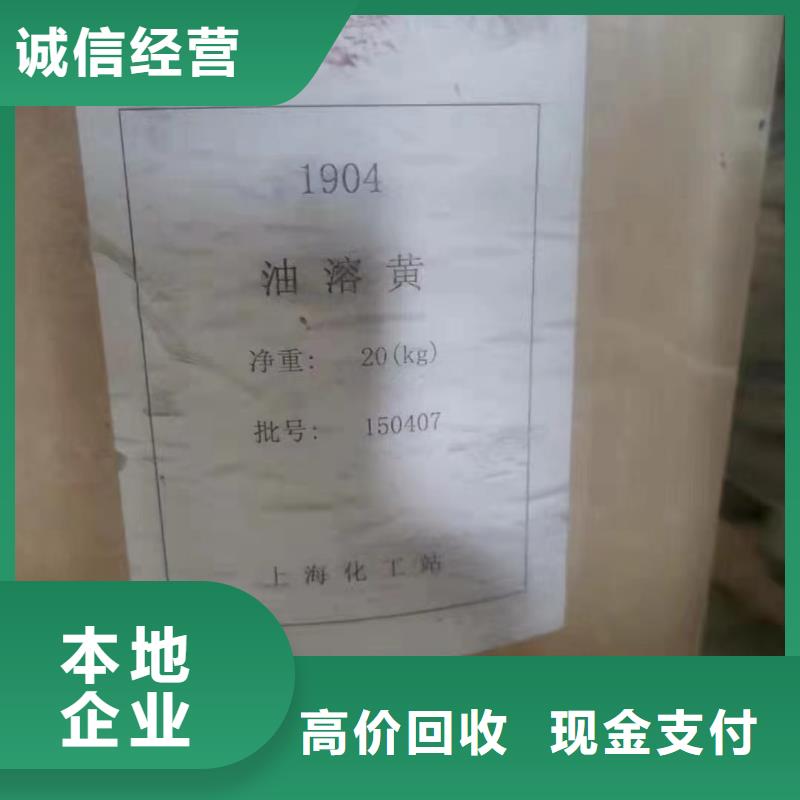 诚信经营
1904
油溶黄
净重: 20(kg)
批号: 150407
上海化工站
本地
企业
高价回收 现金支付